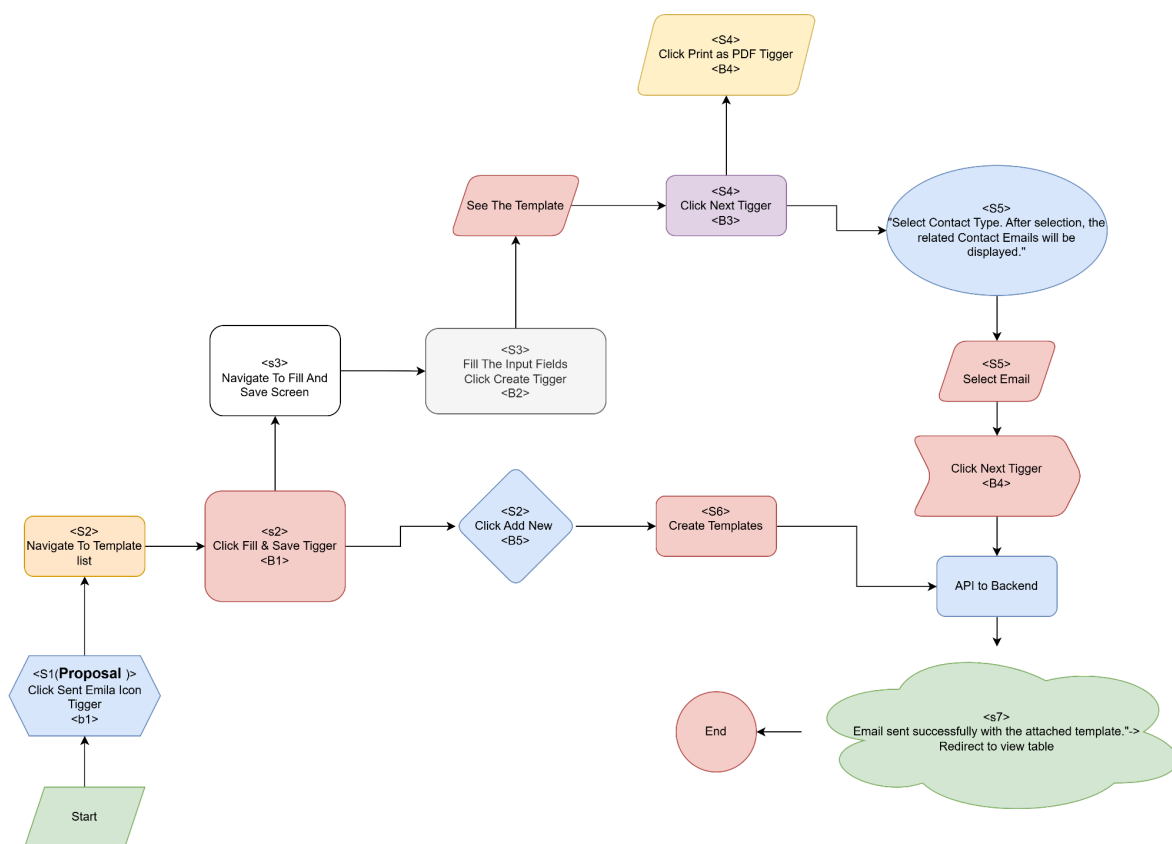 <S4>
Click Print as PDF Tigger
<B4>
See The Template
<S4>
Click Next Tigger
<B3>
<S5>
"Select Contact Type. After selection, the
related Contact Emails will be
displayed."
<s3>
Navigate To Fill And
Save Screen
<S3>
Fill The Input Fields
Click Create Tigger
<B2>
<S5>
Select Email
Click Next Tigger
<B4>
<S2>
Navigate To Template
list
<s2>
Click Fill & Save Tigger
<B1>
<S2>
Click Add New
<B5>
<S6>
Create Templates
API to Backend
<S1(Proposal )>
Click Sent Emila Icon
Tigger
<b1>
End
<s7>
Email sent successfully with the attached template."->
Redirect to view table
Start